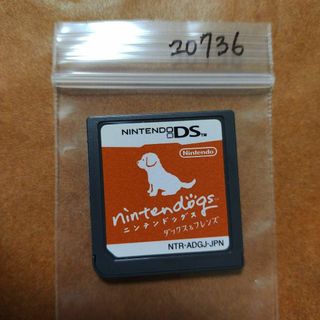 20736
NINTENDO DS™
Nintendo
nintendogs
ニンテンドッグス
ダックス&フレンズ
NTR-ADGJ-JPN